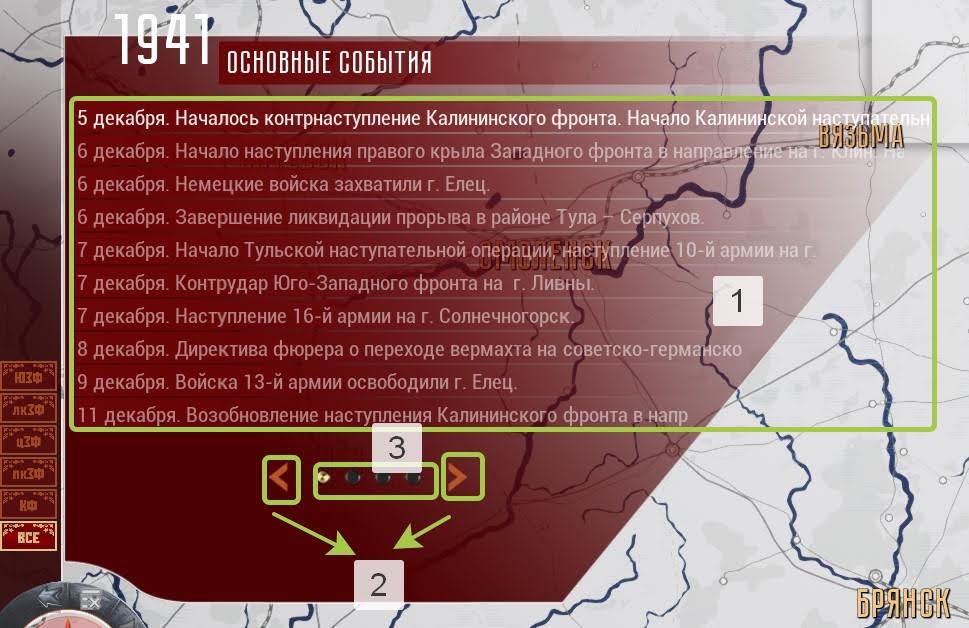 1941
ОСНОВНЫЕ СОБЫТИЯ
5 декабря. Началось контрнаступление Калининского фронта. Начало Калининской наступательн
ВЯЗЬМА
6 декабря. Начало наступления правого крыла Западного фронта в направление на г. Клин. На
6 декабря. Немецкие войска захватили г. Елец.
6 декабря. Завершение ликвидации прорыва в районе Тула – Серпухов.
7 декабря. Начало Тульской наступательной операции, наступление 10-й армии на г.
СМОЛЕНСК
7 декабря. Контрудар Юго-Западного фронта на г. Ливны.
1
7 декабря. Наступление 16-й армии на г. Солнечногорск.
8 декабря. Директива фюрера о переходе вермахта на советско-германско
9 декабря. Войска 13-й армии освободили г. Елец.
11 декабря. Возобновление наступления Калининского фронта в напр
ЮЗФ
лкЗФ
цЗФ
пкЗФ
КФ
ВСЕ
3
2
БРЯНСК